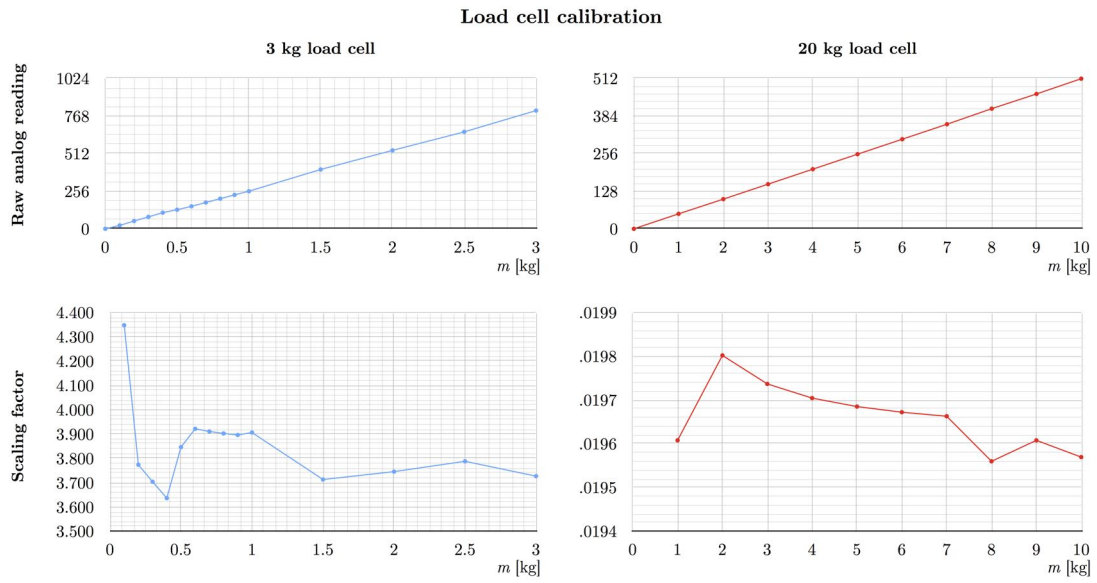 Load cell calibration
3 kg load cell
20 kg load cell
Raw analog reading
1024
768
512
256
0
0 0.5 1 1.5 2 2.5 3
m [kg]
512
384
256
128
0
0 1 2 3 4 5 6 7 8 9 10
m [kg]
Scaling factor
4.400
4.300
4.200
4.100
4.000
3.900
3.800
3.700
3.600
3.500
0 0.5 1 1.5 2 2.5 3
m [kg]
.0199
.0198
.0197
.0196
.0195
.0194
0 1 2 3 4 5 6 7 8 9 10
m [kg]